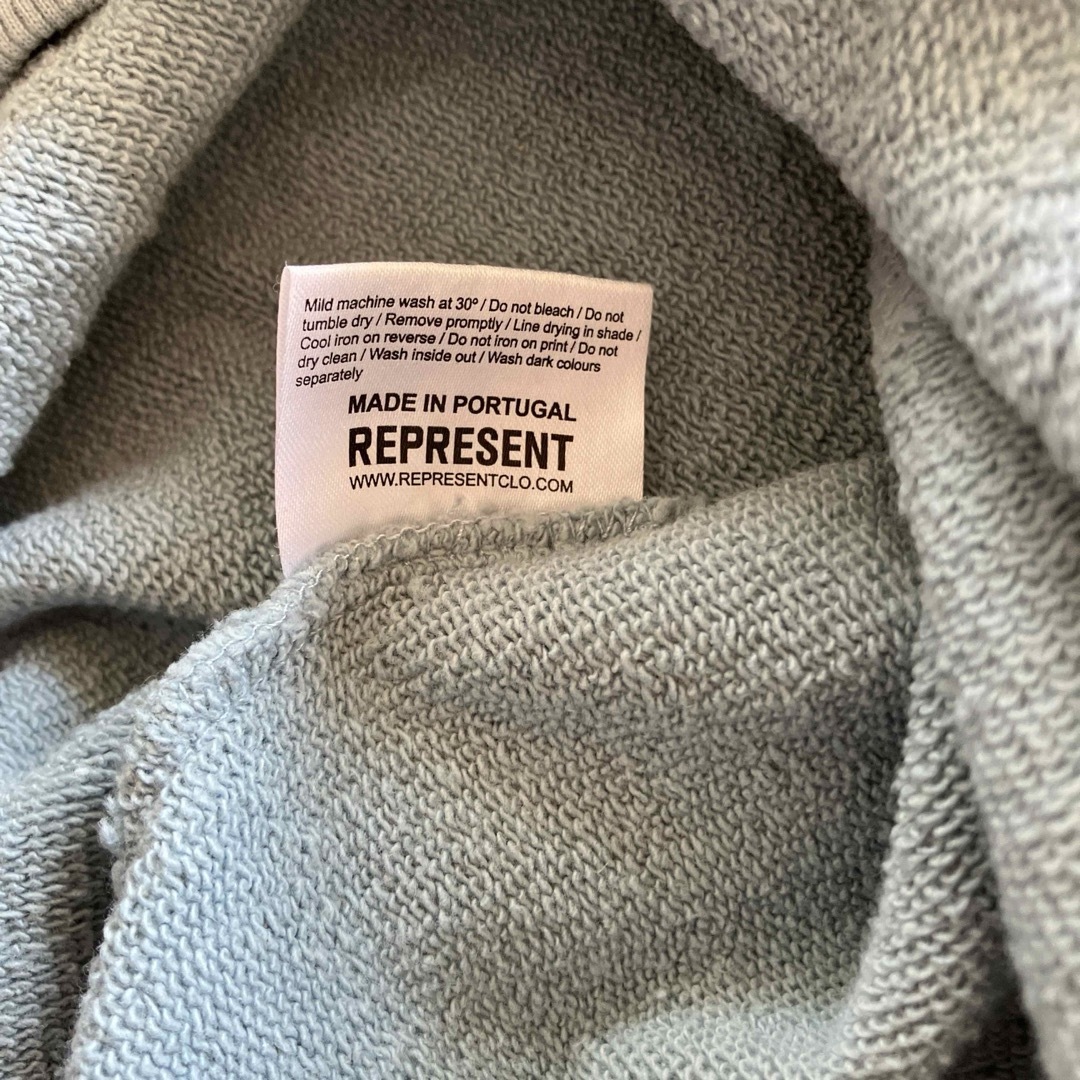 Mild machine wash at 30º / Do not bleach / Do not
tumble dry / Remove promptly / Line drying in shade /
Cool iron on reverse / Do not iron on print / Do not
dry clean / Wash inside out / Wash dark colours
separately
MADE IN PORTUGAL
REPRESENT
WWW.REPRESENTCLO.COM